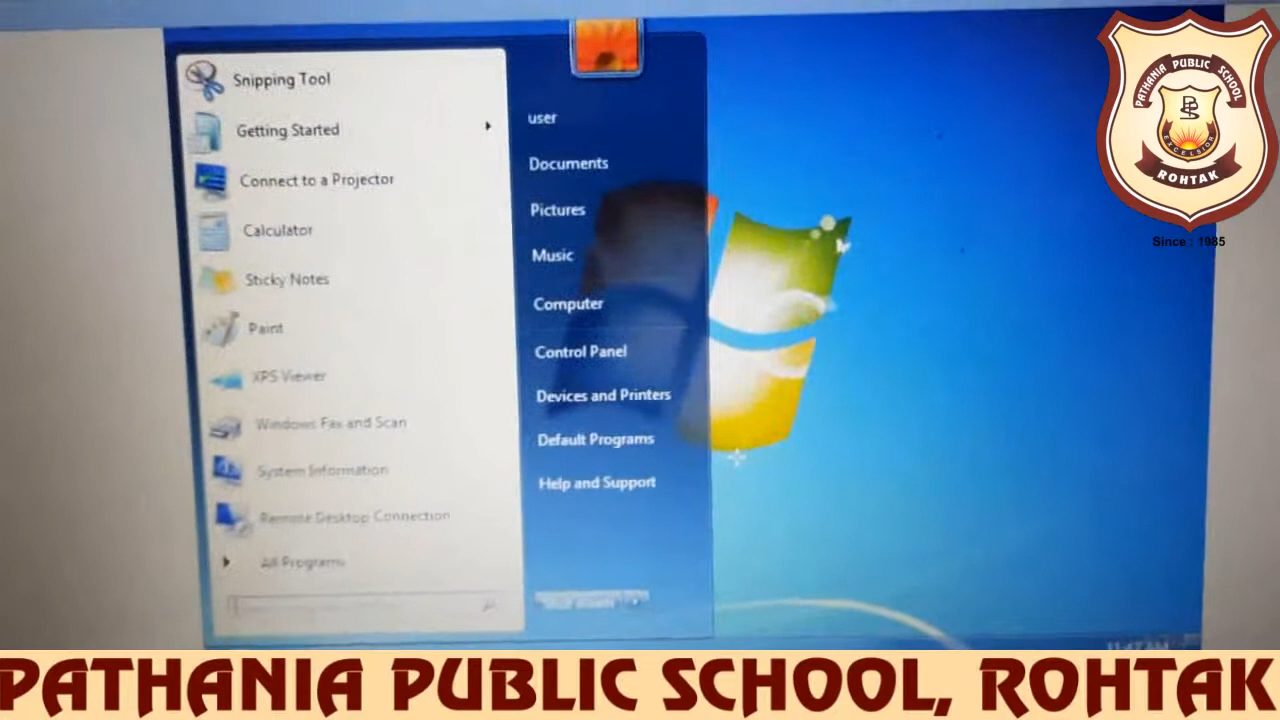 Snipping Tool
Getting Started
Connect to a Projector
Calculator
Sticky Notes
Paint
XPS Viewer
Windows Fax and Scan
System Information
Remote Desktop Connection
All Programs
user
Documents
Pictures
Music
Computer
Control Panel
Devices and Printers
Default Programs
Help and Support
PATHANIA PUBLIC SCHOOL
EXCELSIOR
ROHTAK
Since : 1985
PATHANIA PUBLIC SCHOOL, ROHTAK